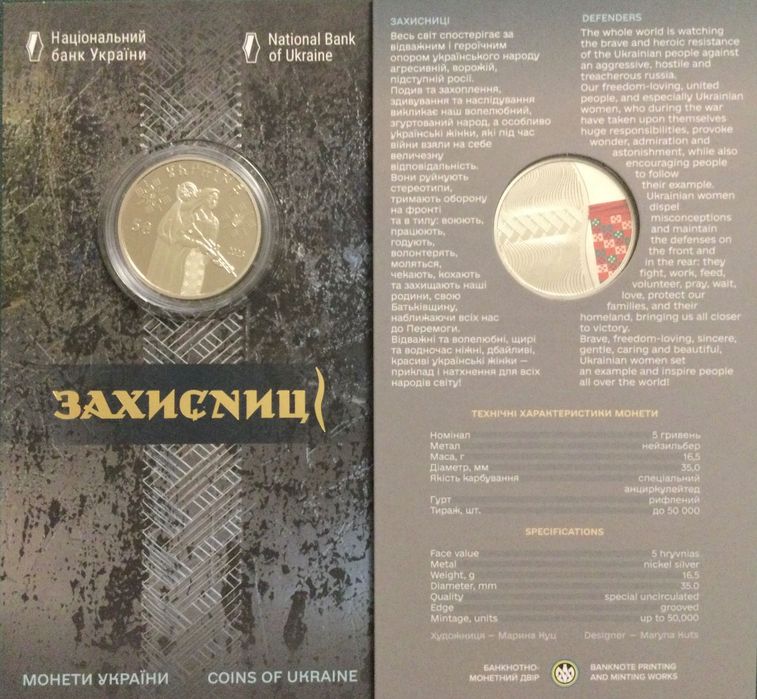 Національний
банк України
National Bank
of Ukraine
УКРАЇНА
5
2023
ЗАХИСНИЦІ
МОНЕТИ УКРАЇНИ
COINS OF UKRAINE
ЗАХИСНИЦІ
Весь світ спостерігає за
відважним і героїчним
опором українського народу
агресивній, ворожій,
підступній росії.
Подив та захоплення,
здивування та наслідування
викликає наш волелюбний,
згуртований народ, а особливо
українські жінки, які під час
війни взяли на себе
величезну
відповідальність.
Вони руйнують
стереотипи,
тримають оборону
на фронті
та в тилу: воюють,
працюють,
годують,
волонтерять,
моляться,
чекають, кохають
та захищають наші
родини, свою
Батьківщину,
наближаючи всіх нас
до Перемоги.
Відважні та волелюбні, щирі
та водночас ніжні, дбайливі,
красиві українські жінки —
приклад і натхнення для всіх
народів світу!
DEFENDERS
The whole world is watching
the brave and heroic resistance
of the Ukrainian people against
an aggressive, hostile and
treacherous russia.
Our freedom-loving, united
people, and especially Ukrainian
women, who during the war
have taken upon themselves
huge responsibilities, provoke
wonder, admiration and
astonishment, while also
encouraging people
to follow
their example.
Ukrainian women
dispel
misconceptions
and maintain
the defenses on
the front and
in the rear: they
fight, work, feed,
volunteer, pray, wait,
love, protect our
families, and their
homeland, bringing us all closer
to victory.
Brave, freedom-loving, sincere,
gentle, caring and beautiful,
Ukrainian women set
an example and inspire people
all over the world!
ТЕХНІЧНІ ХАРАКТЕРИСТИКИ МОНЕТИ
Номінал 5 гривень
Метал нейзильбер
Маса, г 16,5
Діаметр, мм 35,0
Якість карбування спеціальний
анциркулейтед
Гурт рифлений
Тираж, шт. до 50 000
SPECIFICATIONS
Face value 5 hryvnias
Metal nickel silver
Weight, g 16.5
Diameter, mm 35.0
Quality special uncirculated
Edge grooved
Mintage, units up to 50,000
Художниця – Марина Куц Designer – Maryna Kuts
БАНКНОТНО-
МОНЕТНИЙ ДВІР
BANKNOTE PRINTING
AND MINTING WORKS